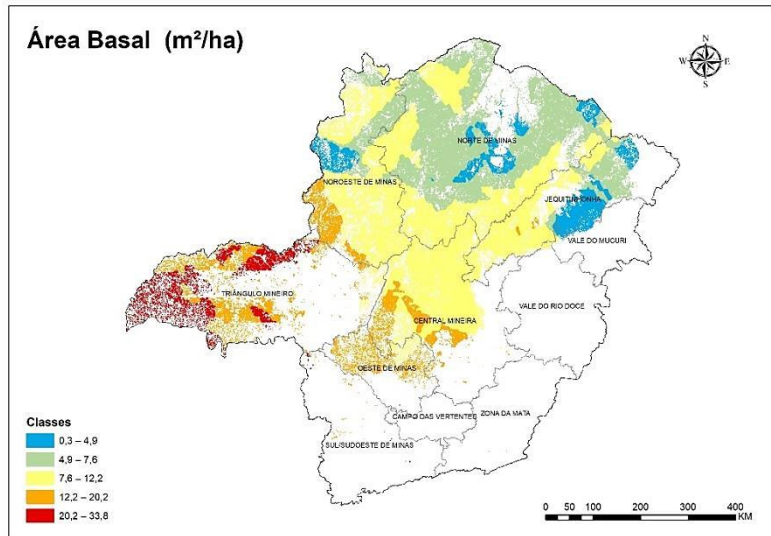 Área Basal (m²/ha)
N
W
E
S
NORTE DE MINAS
NOROESTE DE MINAS
JEQUITINHONHA
VALE DO MUCURI
TRIÂNGULO MINEIRO
VALE DO RIO DOCE
CENTRAL MINEIRA
OESTE DE MINAS
CAMPO DAS VERTENTES
ZONA DA MATA
SUL/SUDOESTE DE MINAS
Classes
0,3 – 4,9
4,9 – 7,6
7,6 – 12,2
12,2 – 20,2
20,2 – 33,8
0 50 100 200 300 400
KM